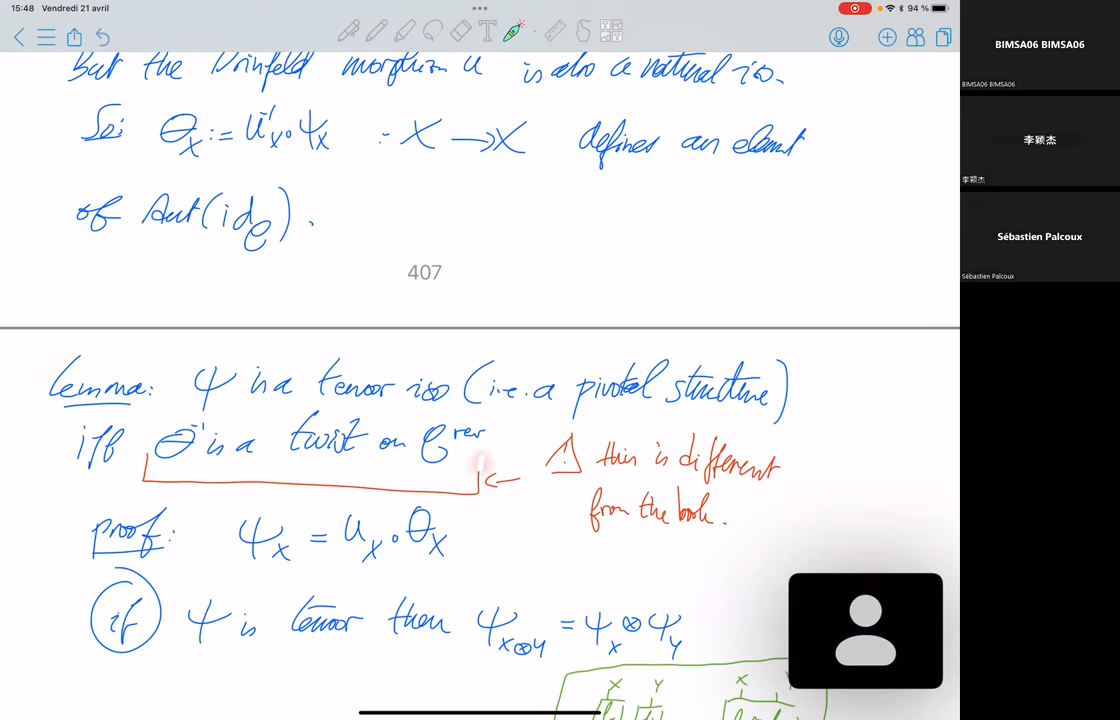 15:48 Vendredi 21 avril
94 %
But the Drinfeld morphism u is also a natural iso.
So: θ_X := u⁻¹_X ∘ ψ_X : X → X defines an element
of Aut(id_C).
407
Lemma: ψ is a tensor iso (i.e. a pivotal structure)
iff θ⁻¹ is a twist on C^rev
⚠ this is different
from the book.
proof: ψ_X = u_X ∘ θ_X
if ψ is tensor then ψ_{X⊗Y} = ψ_X ⊗ ψ_Y
X Y X
BIMSA06 BIMSA06
BIMSA06 BIMSA06
李颖杰
李颖杰
Sébastien Palcoux
Sébastien Palcoux